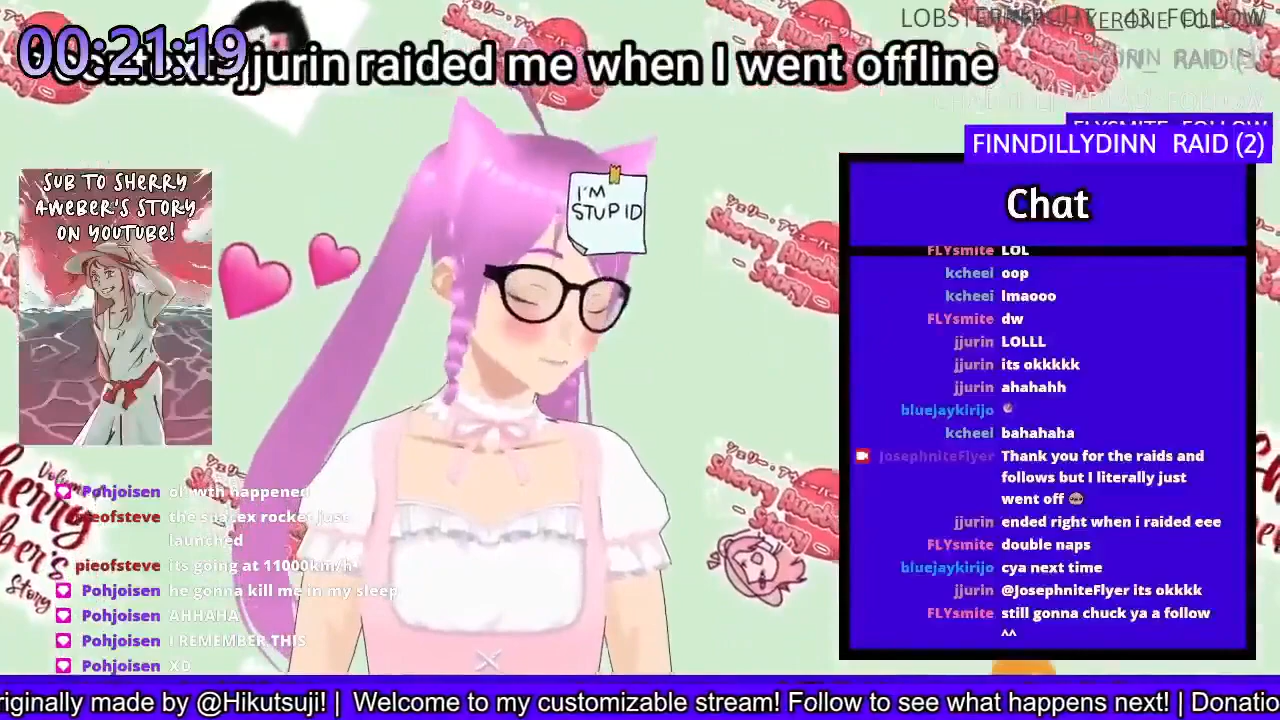 00:21:19
jjurin raided me when I went offline
LOBSTERKRIGHT_43 FOLLOW
RAID
FOLLOW
FINNDILLYDINN RAID (2)
SUB TO SHERRY
AWEBER'S STORY
ON YOUTUBE!
I'M
STUPID
Chat
FLYsmite LOL
kcheei oop
kcheei lmaooo
FLYsmite dw
jjurin LOLLL
jjurin its okkkkk
jjurin ahahahh
bluejaykirijo
kcheei bahahaha
JosephniteFlyer Thank you for the raids and
follows but I literally just
went off
jjurin ended right when i raided eee
FLYsmite double naps
bluejaykirijo cya next time
jjurin @JosephniteFlyer its okkkk
FLYsmite still gonna chuck ya a follow
^^
Pohjoisen wth happened
pieofsteve the spacex rocket juse
launched
pieofsteve its going at 11000km/h
Pohjoisen he gonna kill me in my sleep
Pohjoisen AHHAHA
Pohjoisen I REMEMBER THIS
Pohjoisen XD
riginally made by @Hikutsuji! | Welcome to my customizable stream! Follow to see what happens next! | Donatio